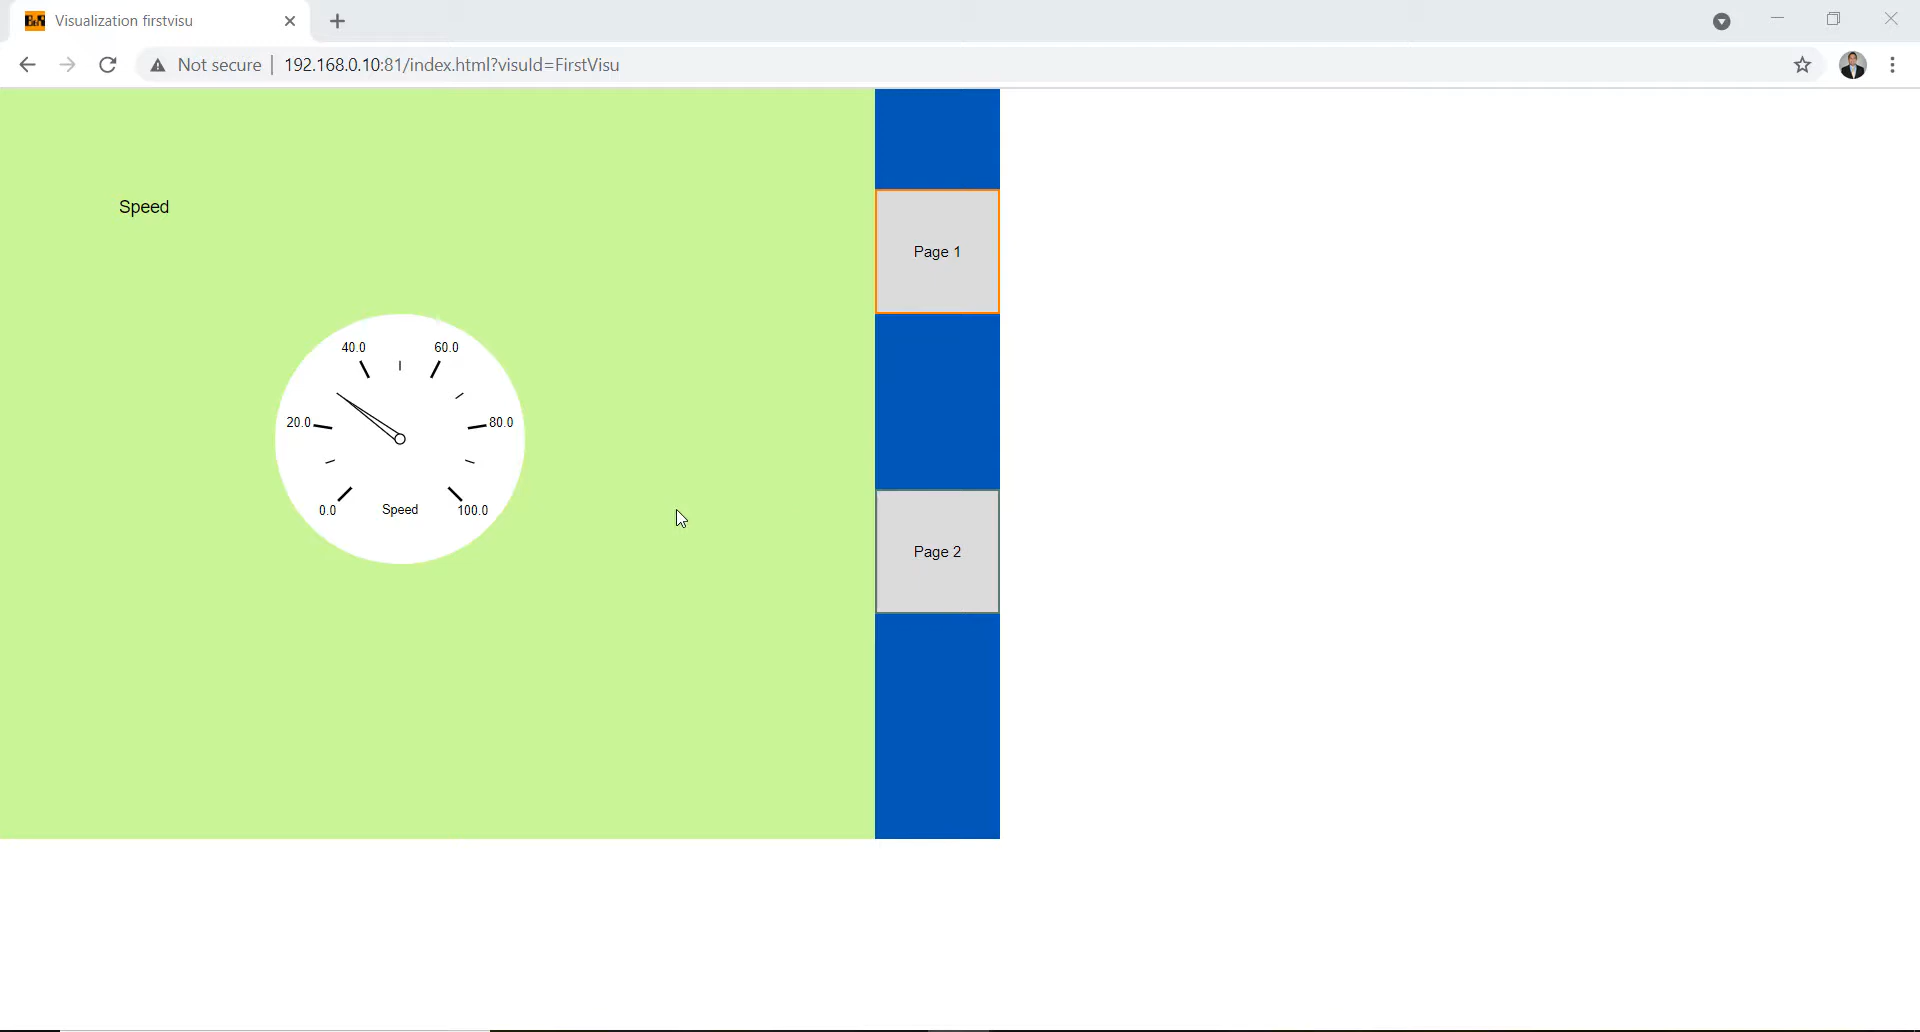 Visualization firstvisu
Not secure
192.168.0.10:81/index.html?visuId=FirstVisu
Speed
Page 1
40.0
60.0
20.0
80.0
0.0
Speed
100.0
Page 2